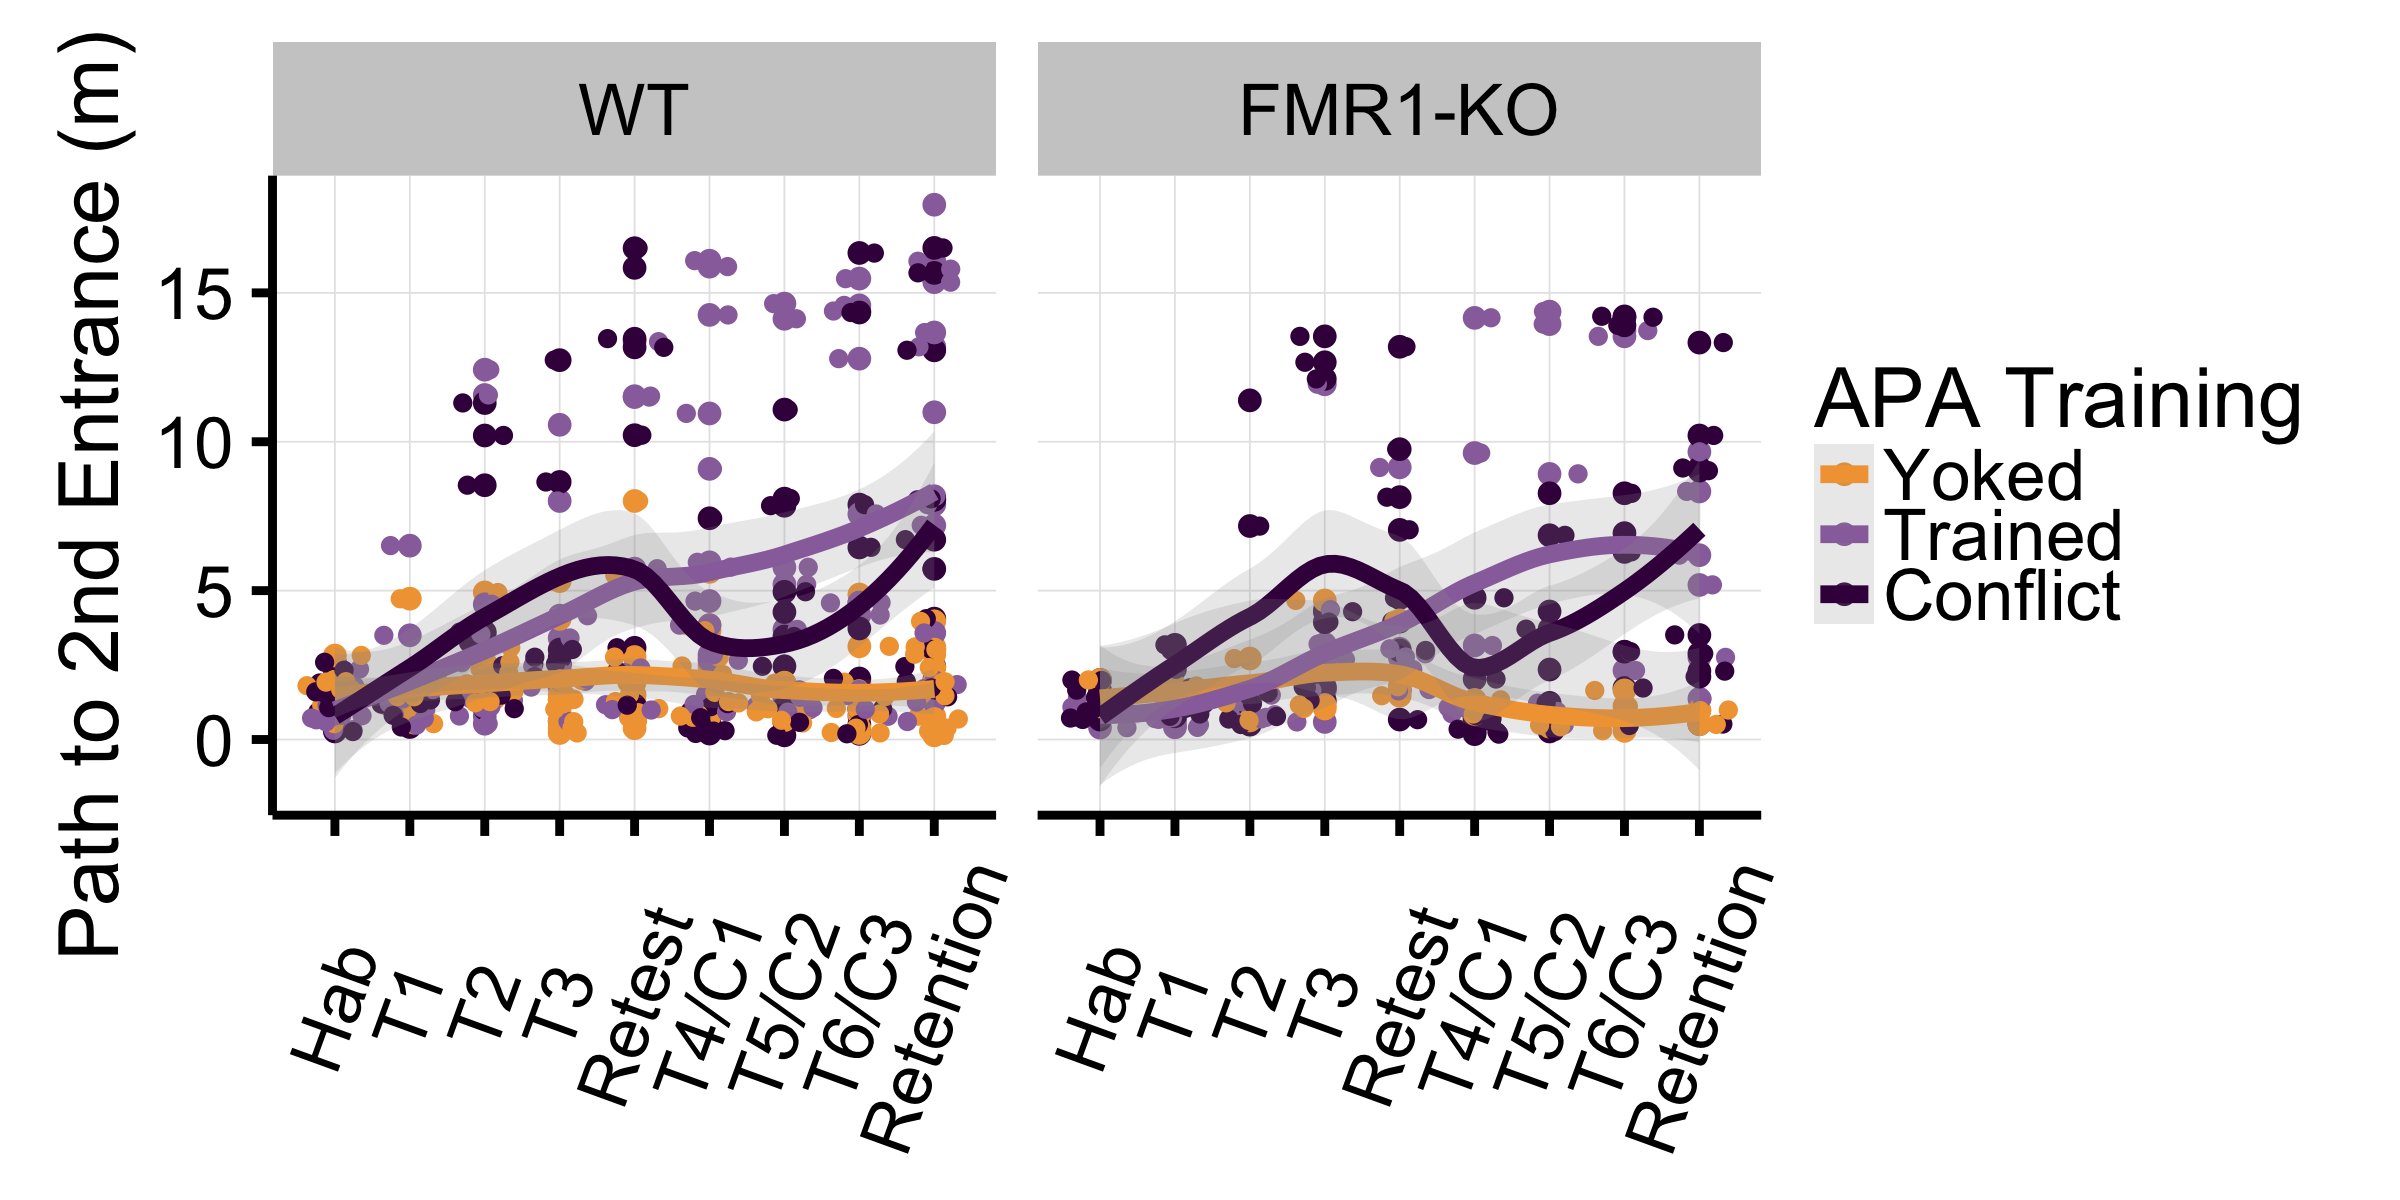 Path to 2nd Entrance (m)
WT
FMR1-KO
15
10
5
0
Hab
T1
T2
T3
Retest
T4/C1
T5/C2
T6/C3
Retention
Hab
T1
T2
T3
Retest
T4/C1
T5/C2
T6/C3
Retention
APA Training
Yoked
Trained
Conflict